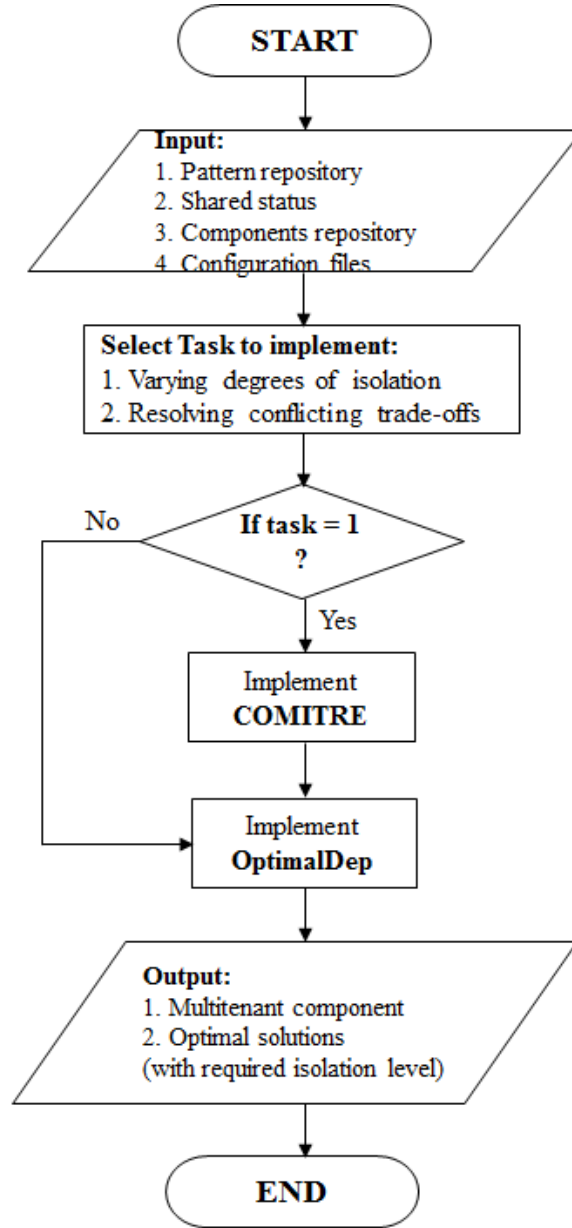 START
Input:
1. Pattern repository
2. Shared status
3. Components repository
4. Configuration files
Select Task to implement:
1. Varying degrees of isolation
2. Resolving conflicting trade-offs
No
If task = 1
?
Yes
Implement
COMITRE
Implement
OptimalDep
Output:
1. Multitenant component
2. Optimal solutions
(with required isolation level)
END